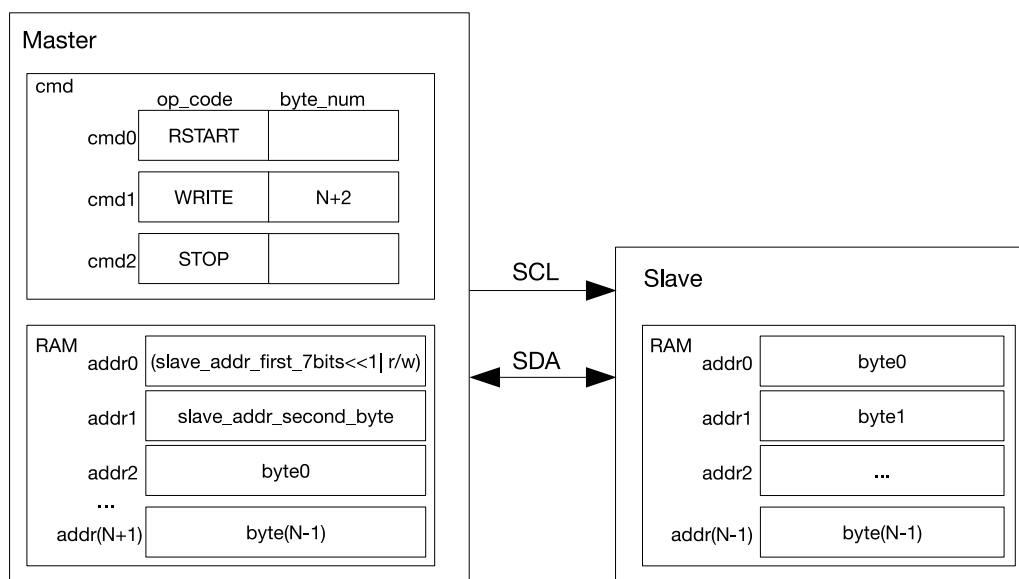 Master
cmd
op_code byte_num
cmd0 RSTART
cmd1 WRITE N+2
cmd2 STOP
RAM
addr0 (slave_addr_first_7bits<<1| r/w)
addr1 slave_addr_second_byte
addr2 byte0
...
addr(N+1) byte(N-1)
SCL
SDA
Slave
RAM
addr0 byte0
addr1 byte1
addr2 ...
addr(N-1) byte(N-1)